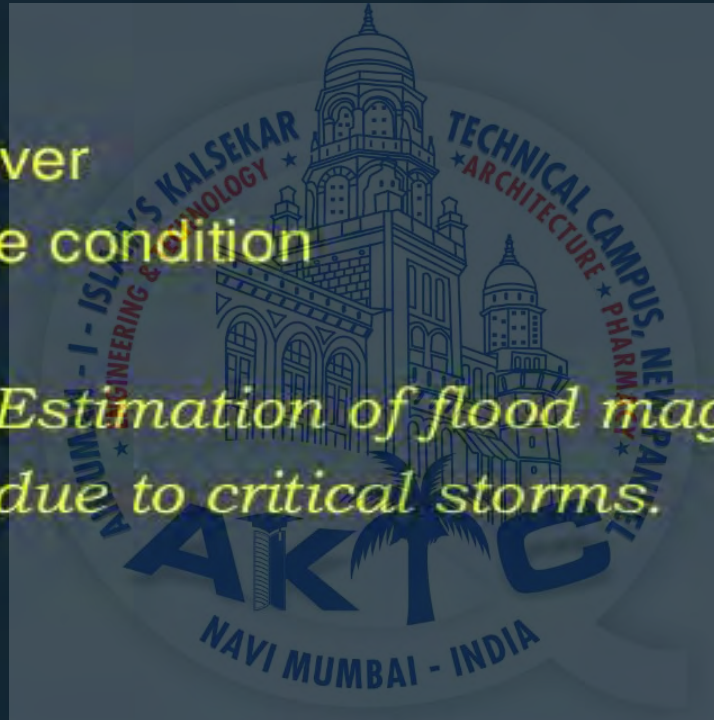 ver
e condition
Estimation of flood mag
due to critical storms.
ANJUMAN - I - ISLAM'S KALSEKAR TECHNICAL CAMPUS, NEW PANVEL
ENGINEERING & TECHNOLOGY ★ ★ ARCHITECTURE ★ PHARMACY ★
AKTC
NAVI MUMBAI - INDIA